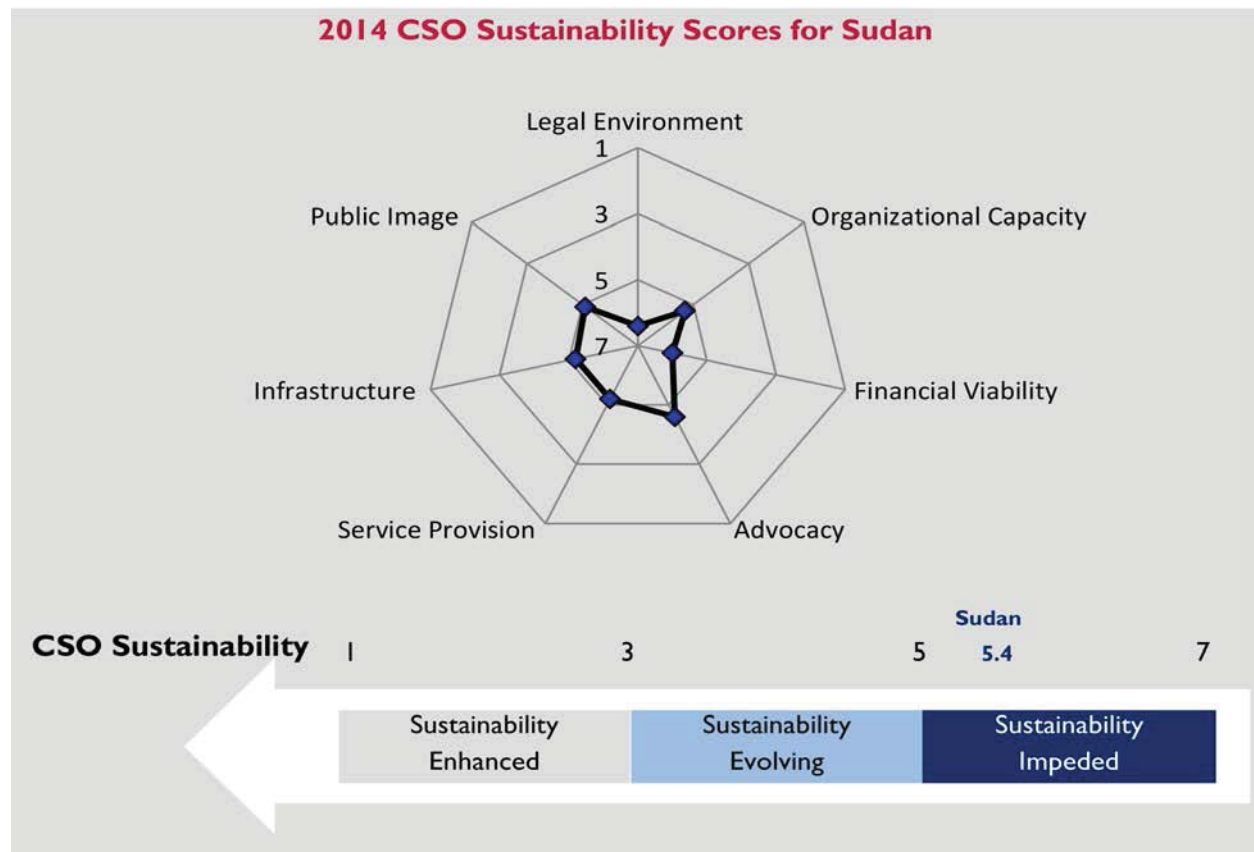 2014 CSO Sustainability Scores for Sudan
Legal Environment
1
Public Image
3
Organizational Capacity
5
7
Infrastructure
Financial Viability
Service Provision
Advocacy
Sudan
CSO Sustainability 1 3 5 5.4 7
Sustainability Sustainability Sustainability
Enhanced Evolving Impeded